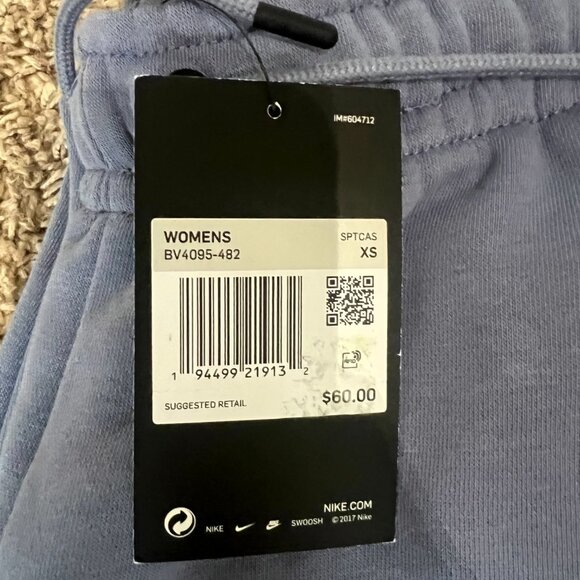 IM#604712
WOMENS SPTCAS
BV4095-482 XS
1 94499 21913 2
SUGGESTED RETAIL $60.00
NIKE.COM
NIKE SWOOSH © 2017 Nike